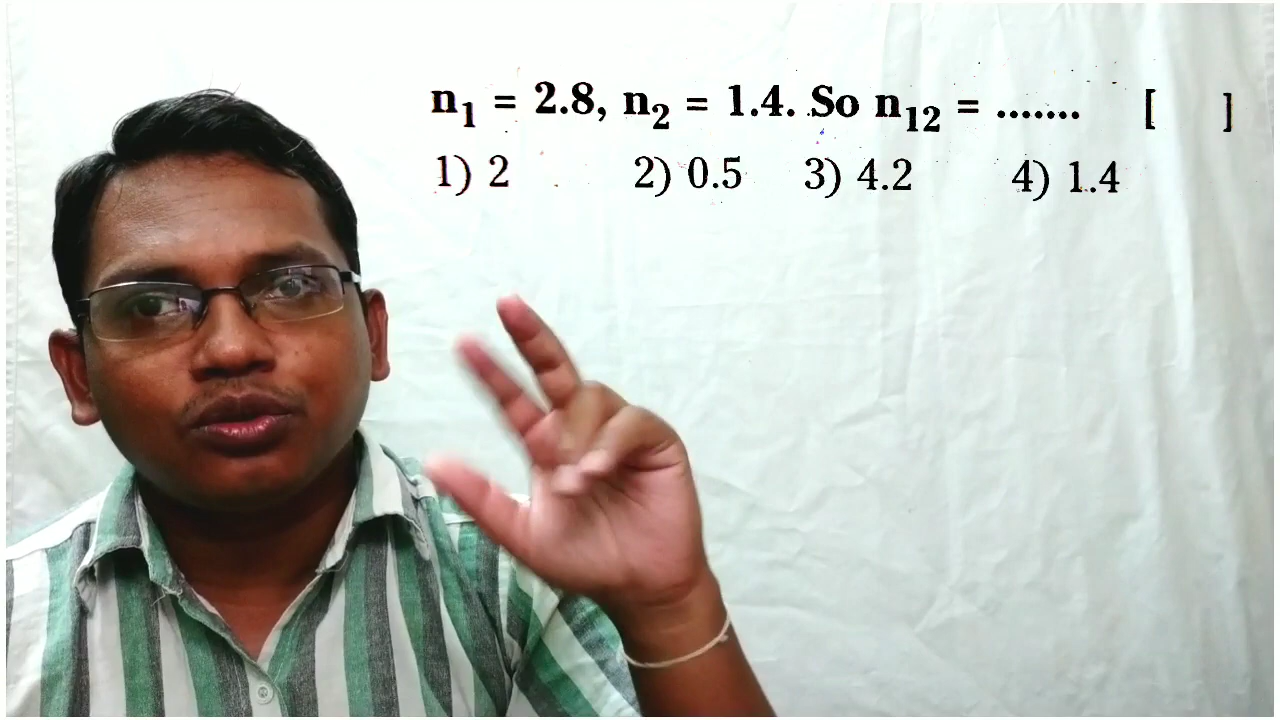 n₁ = 2.8, n₂ = 1.4. So n₁₂ = ....... [ ]
1) 2 2) 0.5 3) 4.2 4) 1.4